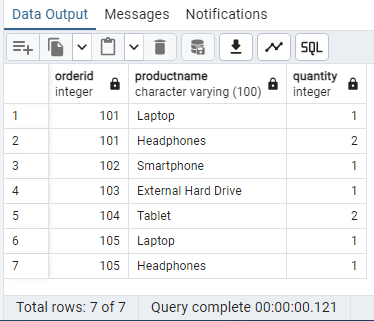 Data Output Messages Notifications
SQL
orderid productname quantity
integer character varying (100) integer
1 101 Laptop 1
2 101 Headphones 2
3 102 Smartphone 1
4 103 External Hard Drive 1
5 104 Tablet 2
6 105 Laptop 1
7 105 Headphones 1
Total rows: 7 of 7 Query complete 00:00:00.121